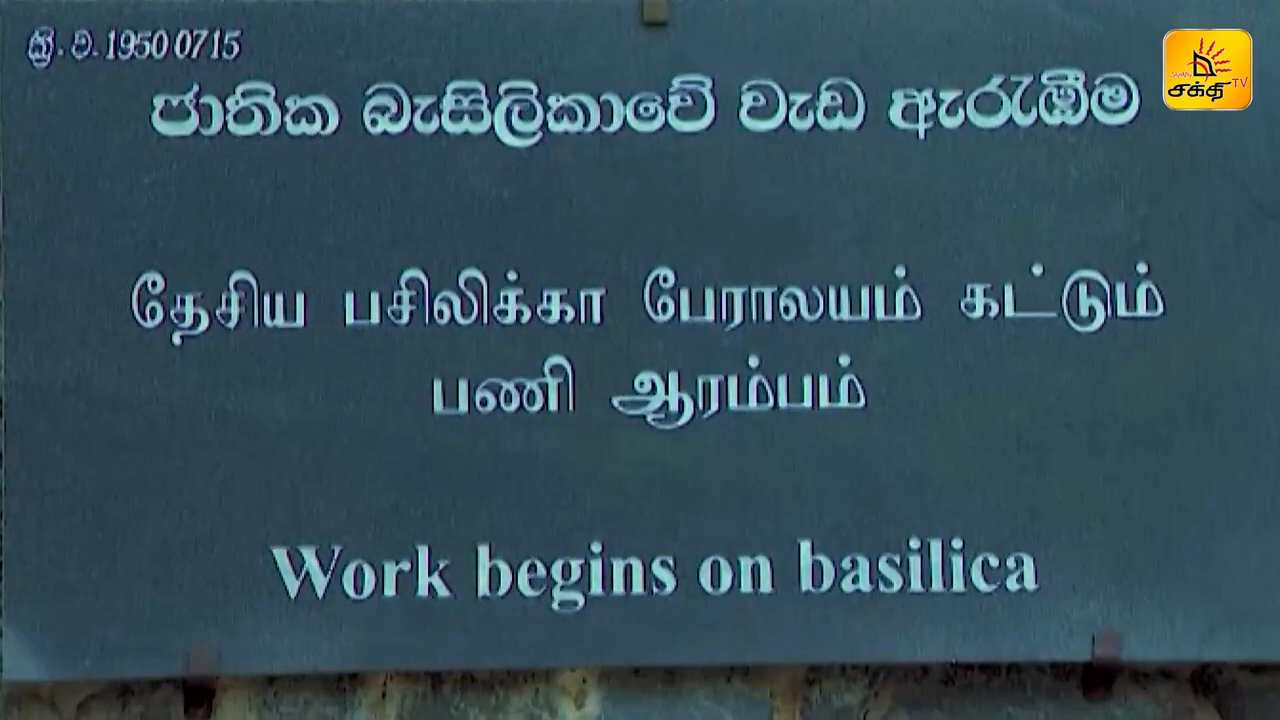 ක්‍රි. ව. 1950 07 15
ජාතික බැසිලිකාවේ වැඩ ඇරැඹීම
தேசிய பசிலிக்கா பேராலயம் கட்டும்
பணி ஆரம்பம்
Work begins on basilica
சக்தி TV